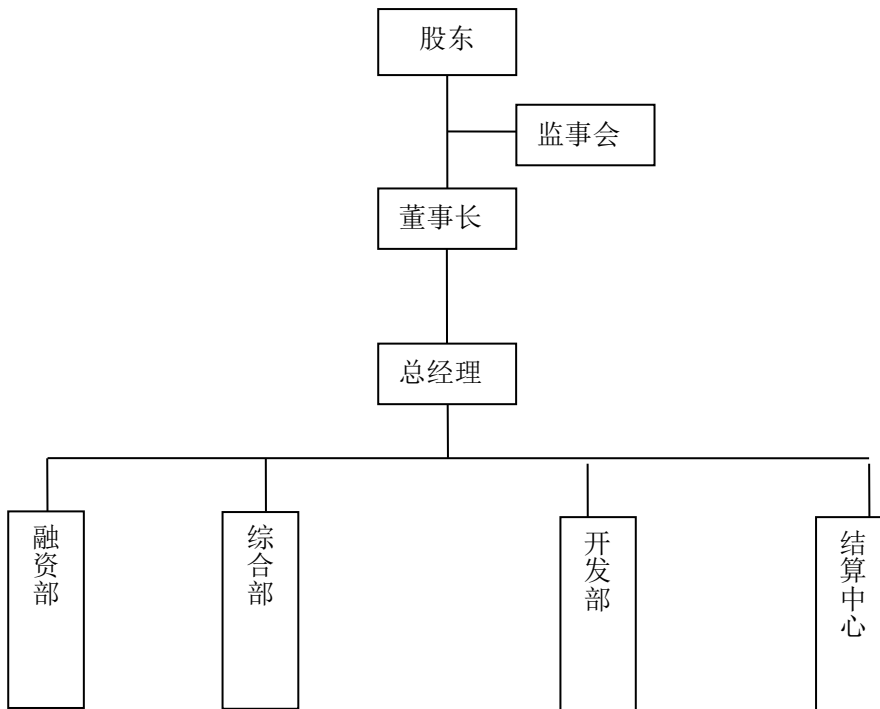 股东
监事会
董事长
总经理
融资部
综合部
开发部
结算中心